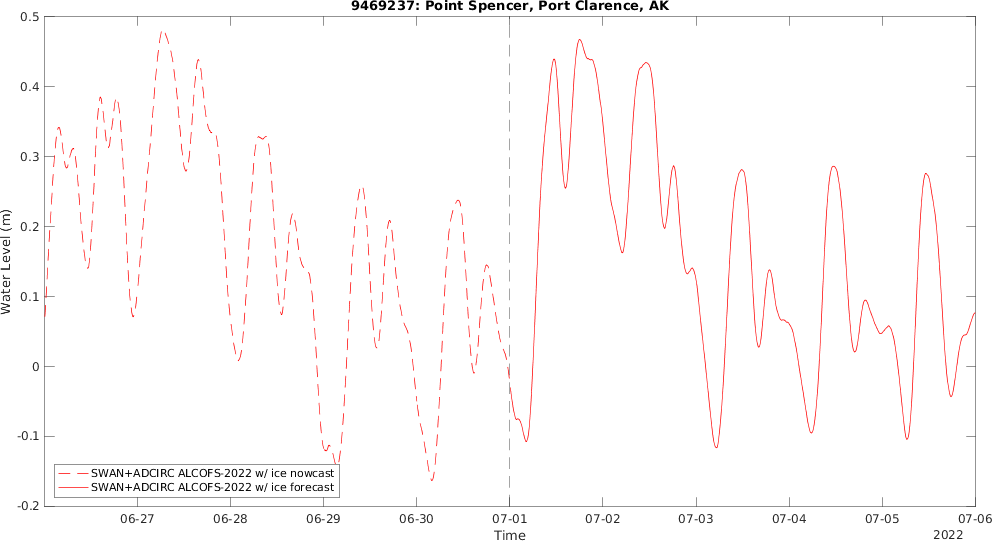 9469237: Point Spencer, Port Clarence, AK
Water Level (m)
0.5
0.4
0.3
0.2
0.1
0
-0.1
-0.2
SWAN+ADCIRC ALCOFS-2022 w/ ice nowcast
SWAN+ADCIRC ALCOFS-2022 w/ ice forecast
06-27 06-28 06-29 06-30 07-01 07-02 07-03 07-04 07-05 07-06
Time
2022